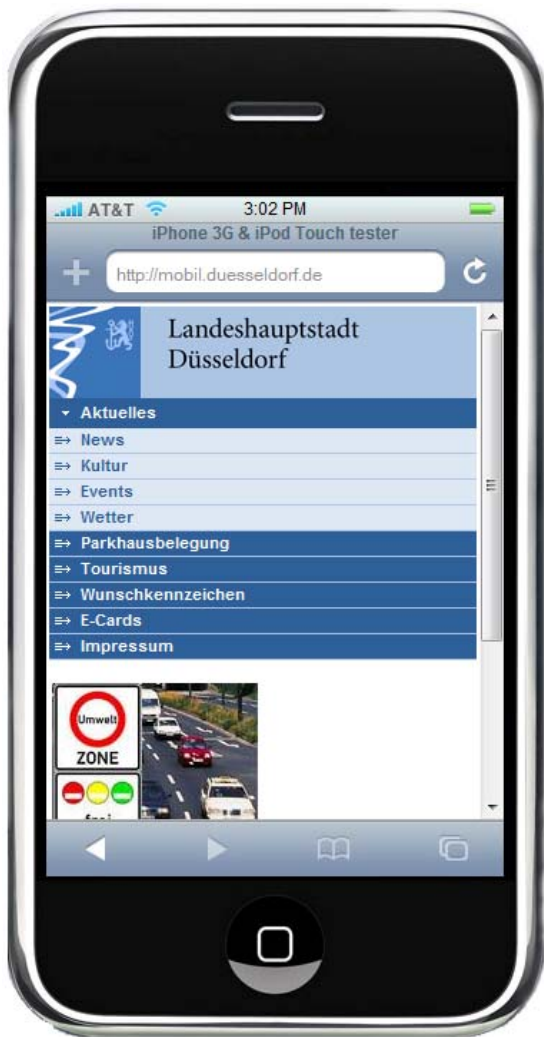 AT&T 3:02 PM
iPhone 3G & iPod Touch tester
http://mobil.duesseldorf.de
Landeshauptstadt
Düsseldorf
Aktuelles
News
Kultur
Events
Wetter
Parkhausbelegung
Tourismus
Wunschkennzeichen
E-Cards
Impressum
Umwelt
ZONE
frei